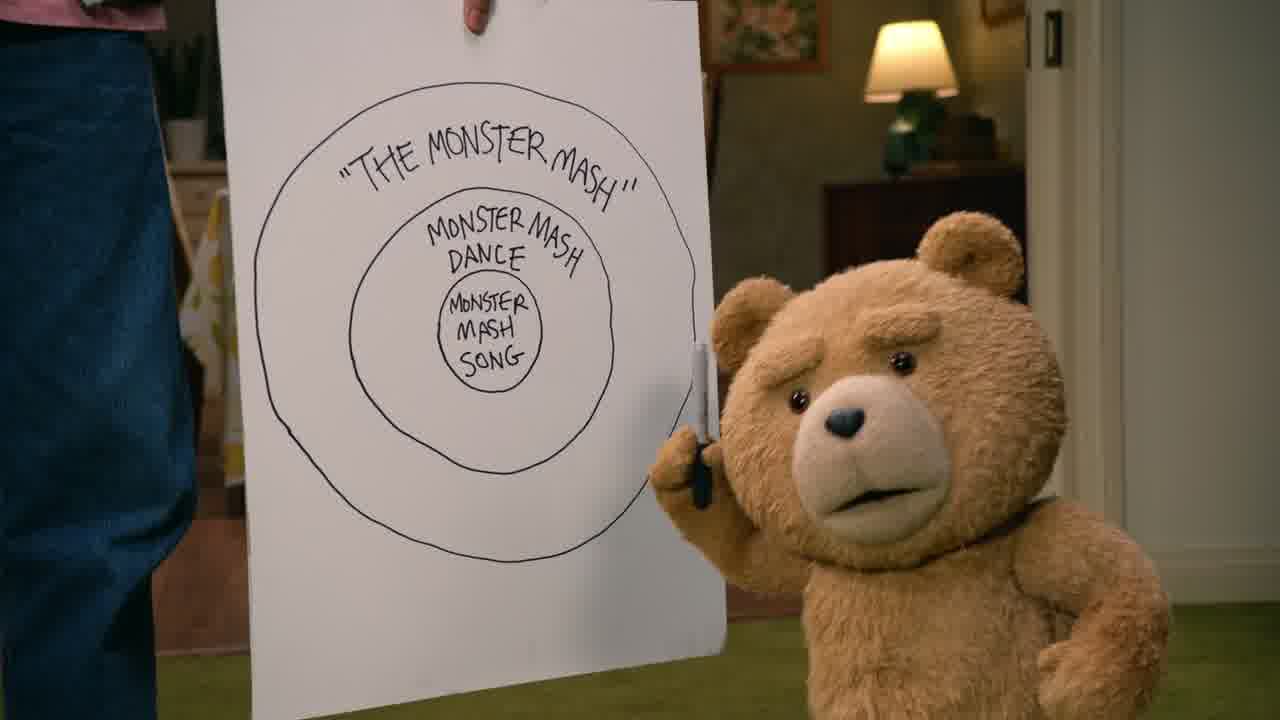 "THE MONSTER MASH"
MONSTER MASH
DANCE
MONSTER
MASH
SONG